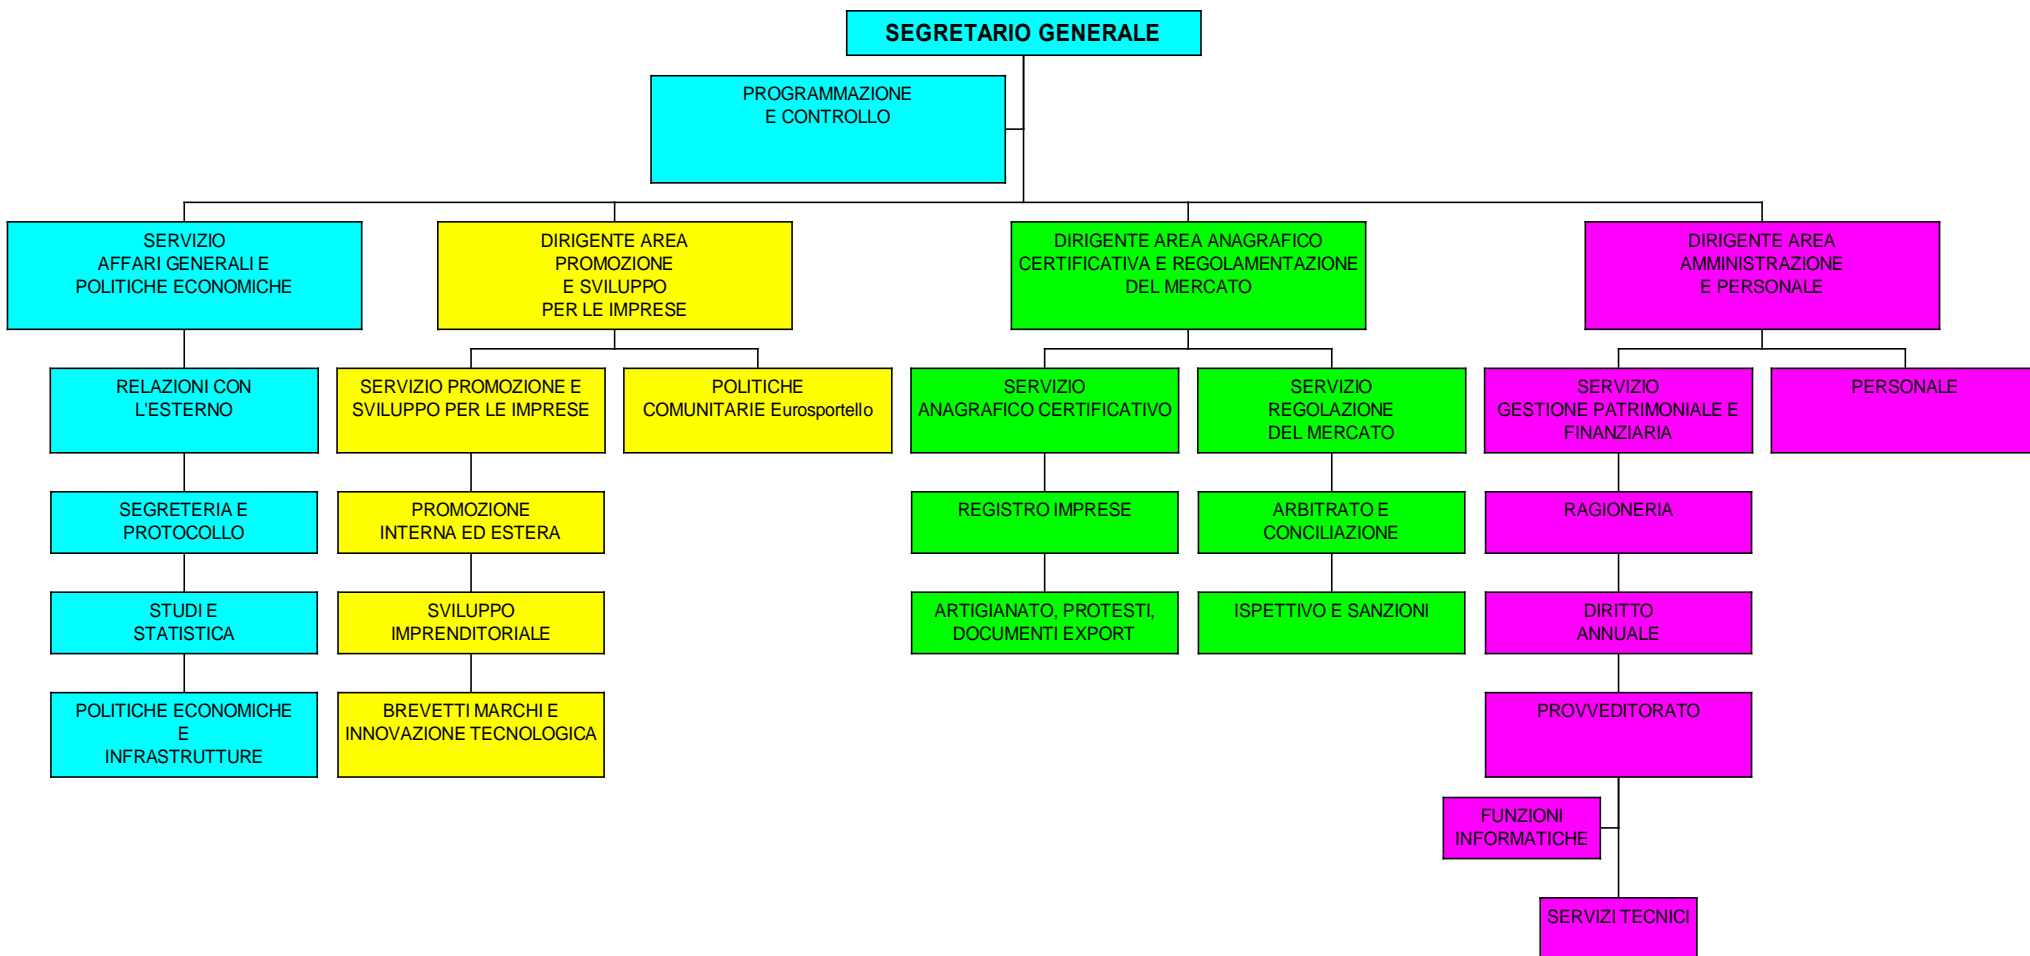 SEGRETARIO GENERALE
PROGRAMMAZIONE
E CONTROLLO
SERVIZIO
AFFARI GENERALI E
POLITICHE ECONOMICHE
DIRIGENTE AREA
PROMOZIONE
E SVILUPPO
PER LE IMPRESE
DIRIGENTE AREA ANAGRAFICO
CERTIFICATIVA E REGOLAMENTAZIONE
DEL MERCATO
DIRIGENTE AREA
AMMINISTRAZIONE
E PERSONALE
RELAZIONI CON
L'ESTERNO
SERVIZIO PROMOZIONE E
SVILUPPO PER LE IMPRESE
POLITICHE
COMUNITARIE Eurosportello
SERVIZIO
ANAGRAFICO CERTIFICATIVO
SERVIZIO
REGOLAZIONE
DEL MERCATO
SERVIZIO
GESTIONE PATRIMONIALE E
FINANZIARIA
PERSONALE
SEGRETERIA E
PROTOCOLLO
PROMOZIONE
INTERNA ED ESTERA
REGISTRO IMPRESE
ARBITRATO E
CONCILIAZIONE
RAGIONERIA
STUDI E
STATISTICA
SVILUPPO
IMPRENDITORIALE
ARTIGIANATO, PROTESTI,
DOCUMENTI EXPORT
ISPETTIVO E SANZIONI
DIRITTO
ANNUALE
POLITICHE ECONOMICHE
E
INFRASTRUTTURE
BREVETTI MARCHI E
INNOVAZIONE TECNOLOGICA
PROVVEDITORATO
FUNZIONI
INFORMATICHE
SERVIZI TECNICI